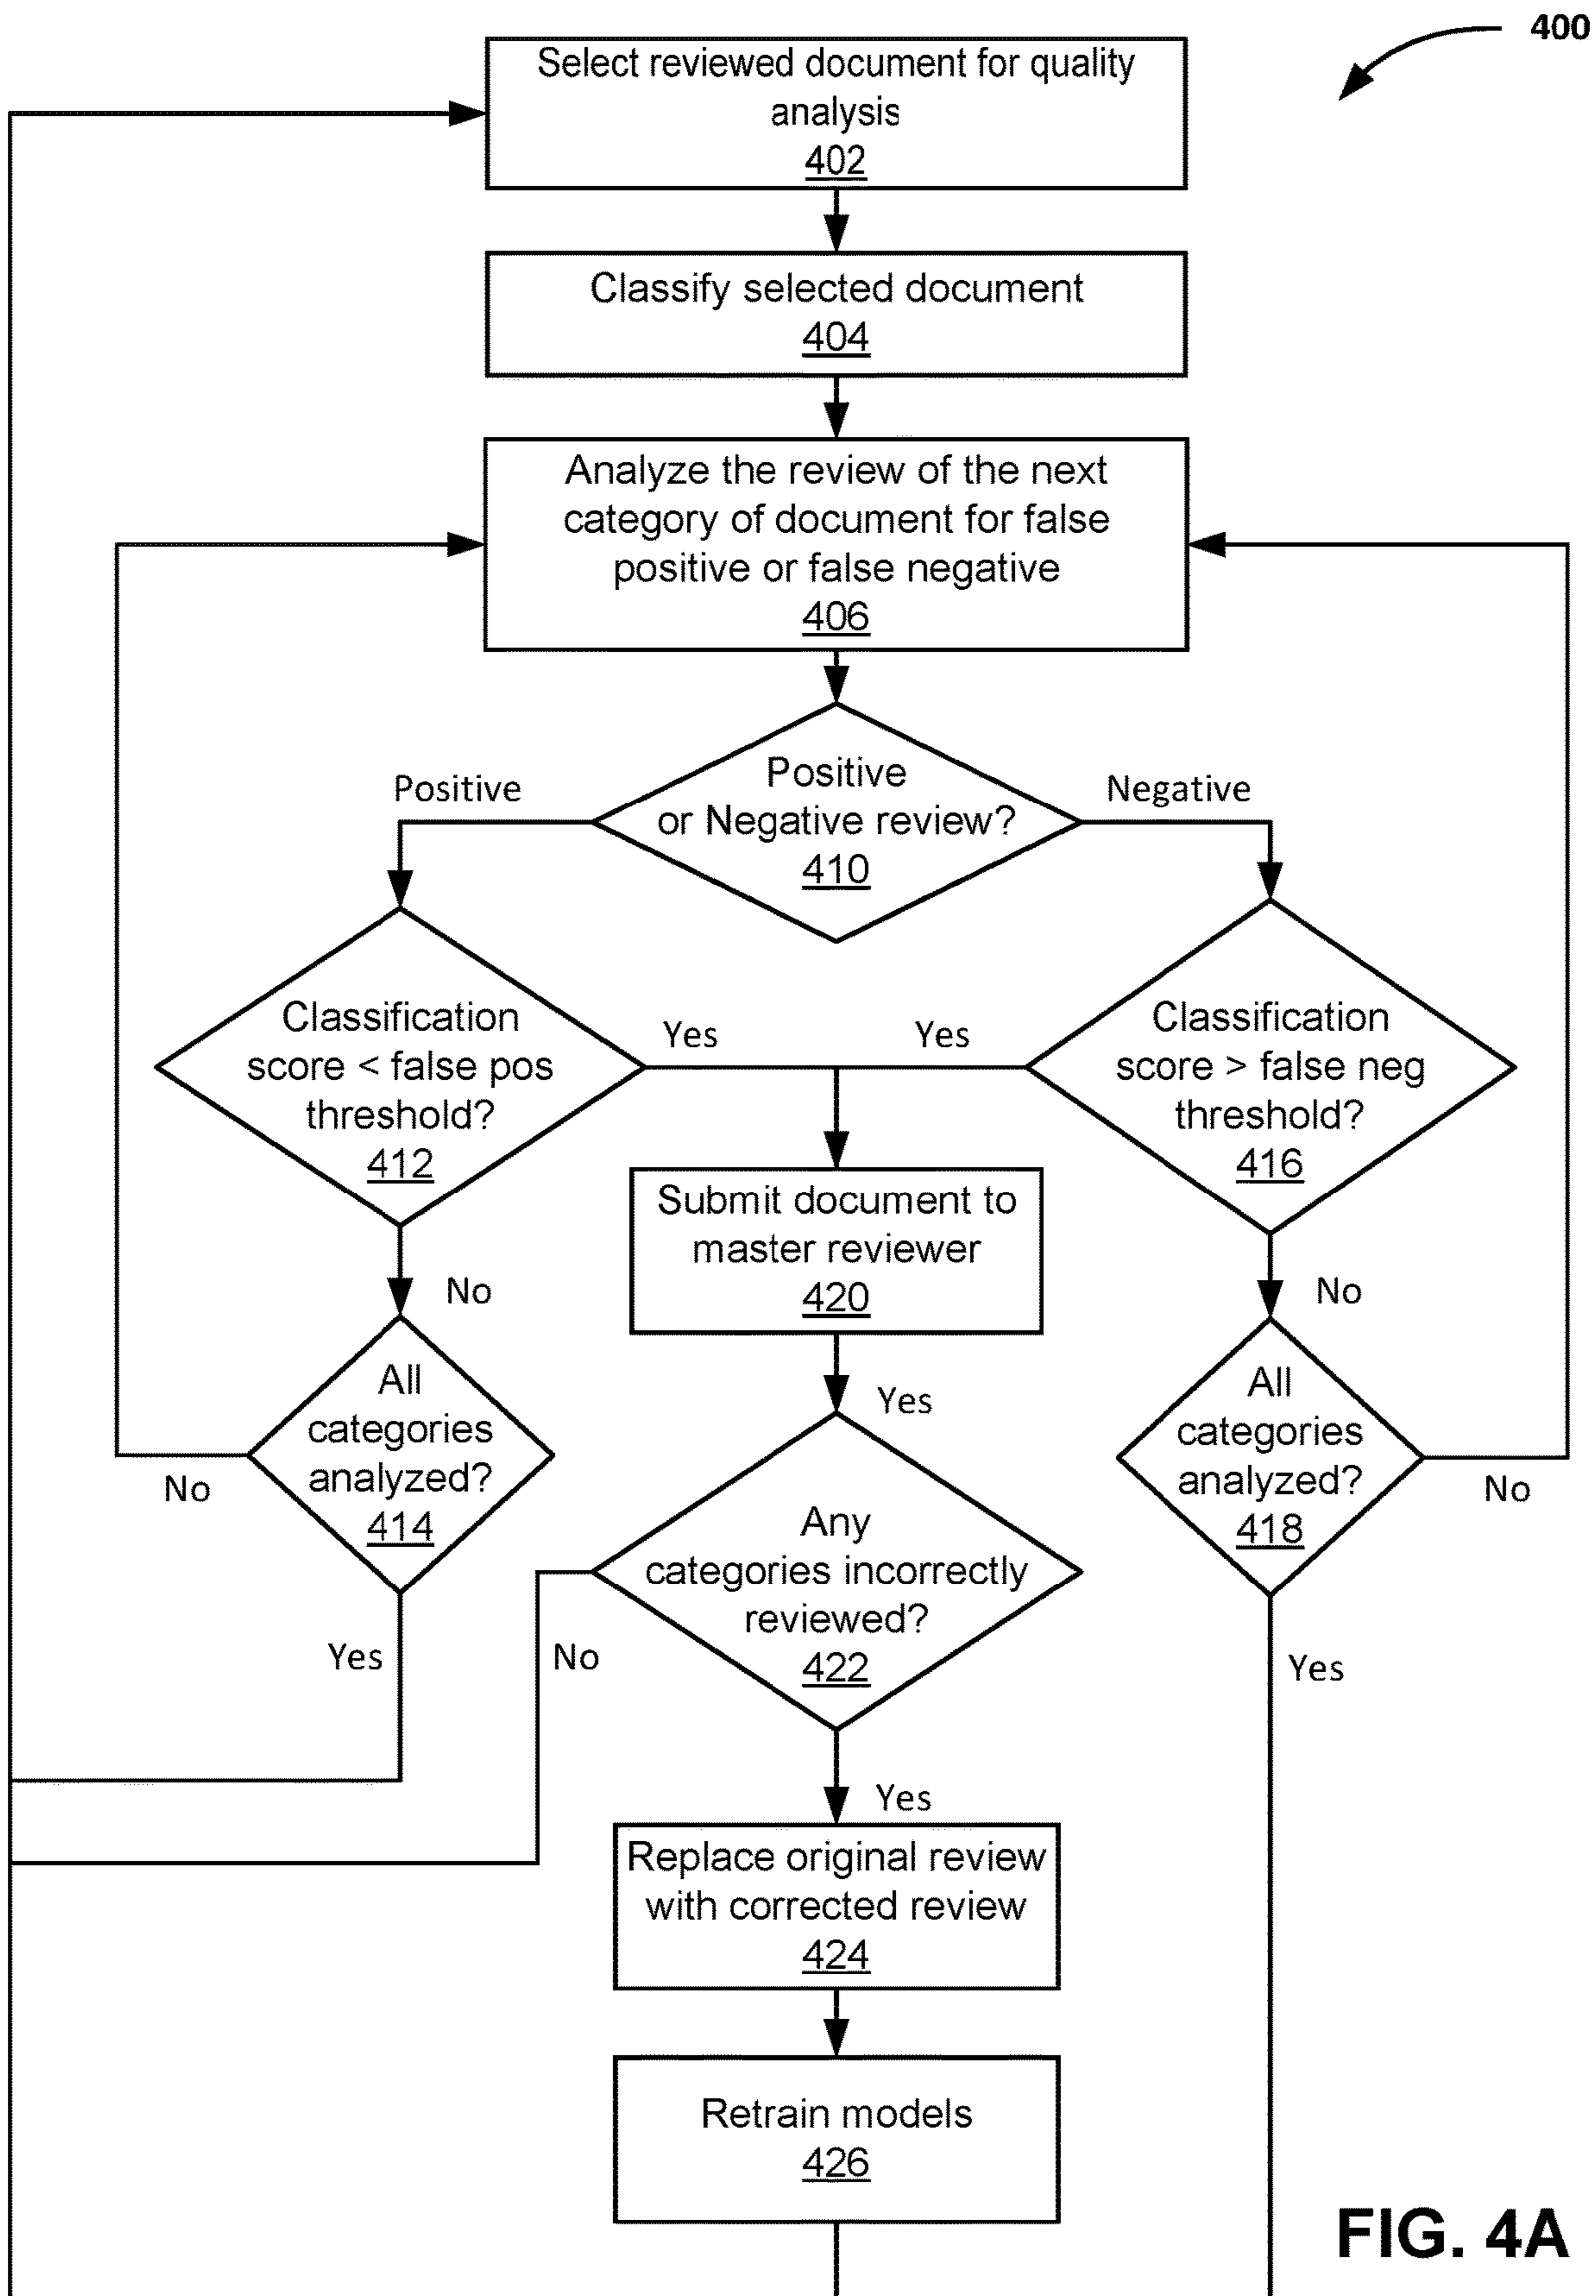 400
Select reviewed document for quality
analysis
402
Classify selected document
404
Analyze the review of the next
category of document for false
positive or false negative
406
Positive
or Negative review?
410
Positive
Negative
Classification
score < false pos
threshold?
412
Yes
Yes
Classification
score > false neg
threshold?
416
Submit document to
master reviewer
420
No
No
All
categories
analyzed?
414
No
Yes
Yes
All
categories
analyzed?
418
No
Yes
Any
categories incorrectly
reviewed?
422
No
Yes
Replace original review
with corrected review
424
Retrain models
426
FIG. 4A